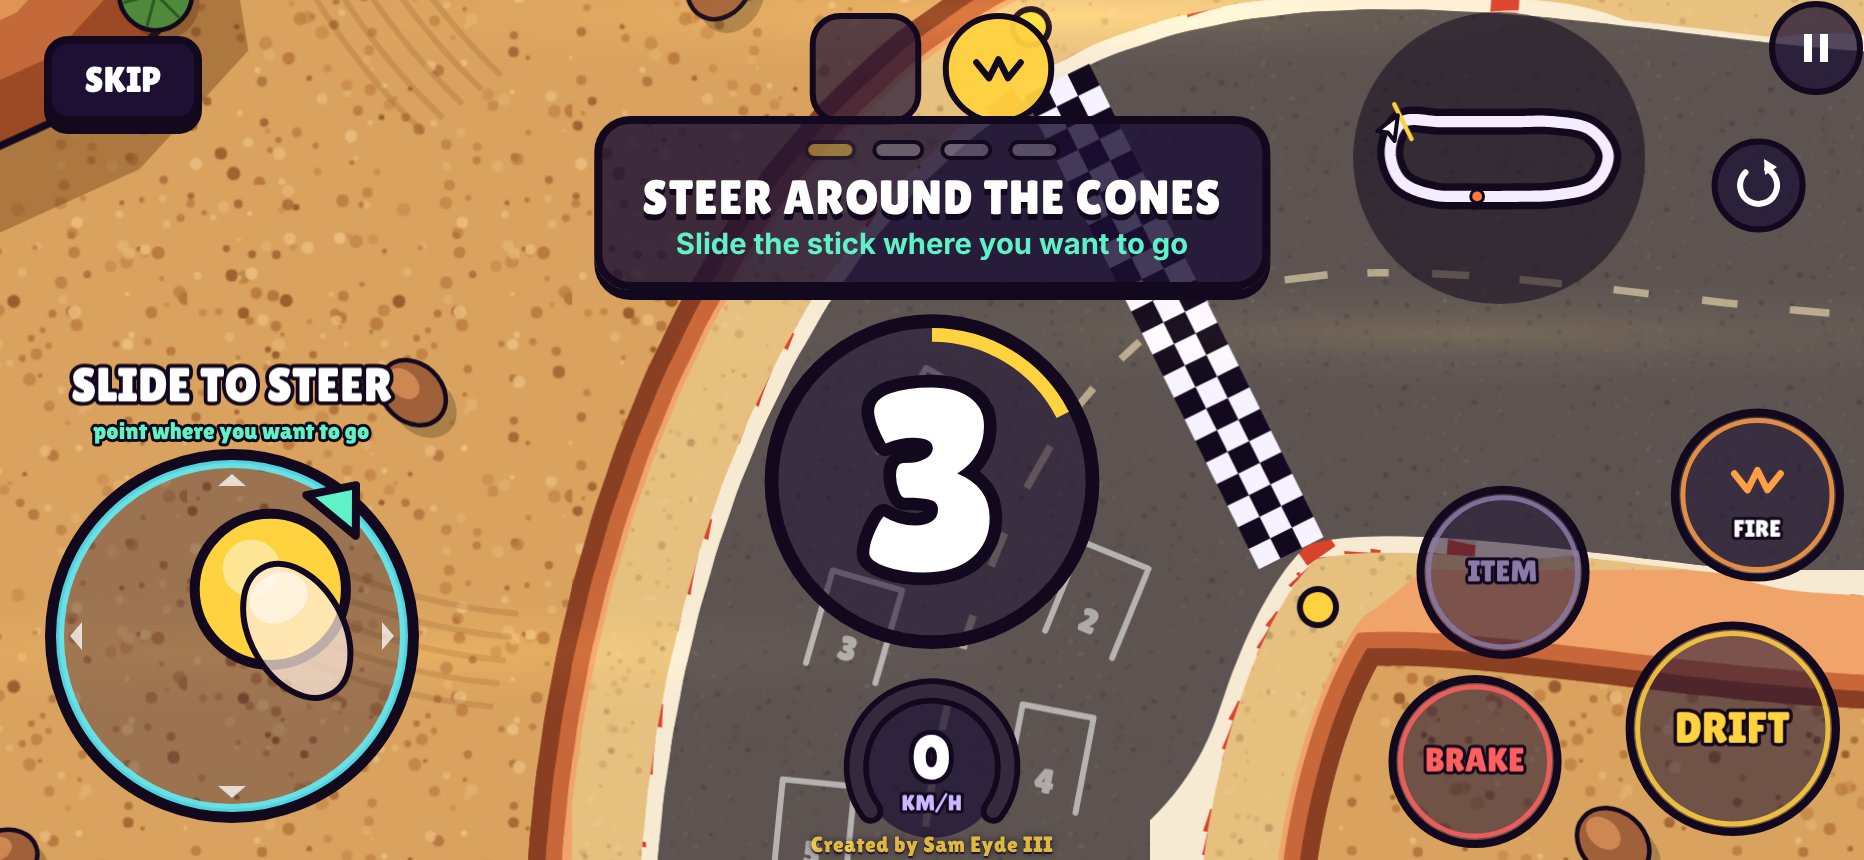 SKIP
STEER AROUND THE CONES
Slide the stick where you want to go
SLIDE TO STEER
point where you want to go
3
3
2
4
0
KM/H
FIRE
ITEM
BRAKE
DRIFT
Created by Sam Eyde III